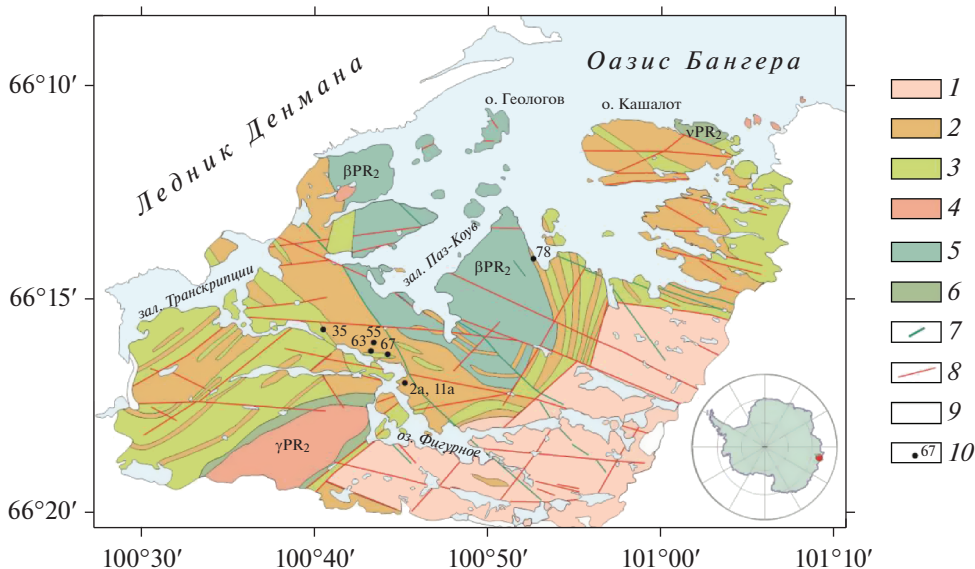 Оазис Бангера
Ледник Денмана
66°10′
66°15′
66°20′
о. Геологов
о. Кашалот
νPR₂
βPR₂
зал. Паз-Коув
βPR₂
78
зал. Транскрипции
35
55
63
67
2а, 11а
оз. Фигурное
γPR₂
1
2
3
4
5
6
7
8
9
67 10
100°30′
100°40′
100°50′
101°00′
101°10′